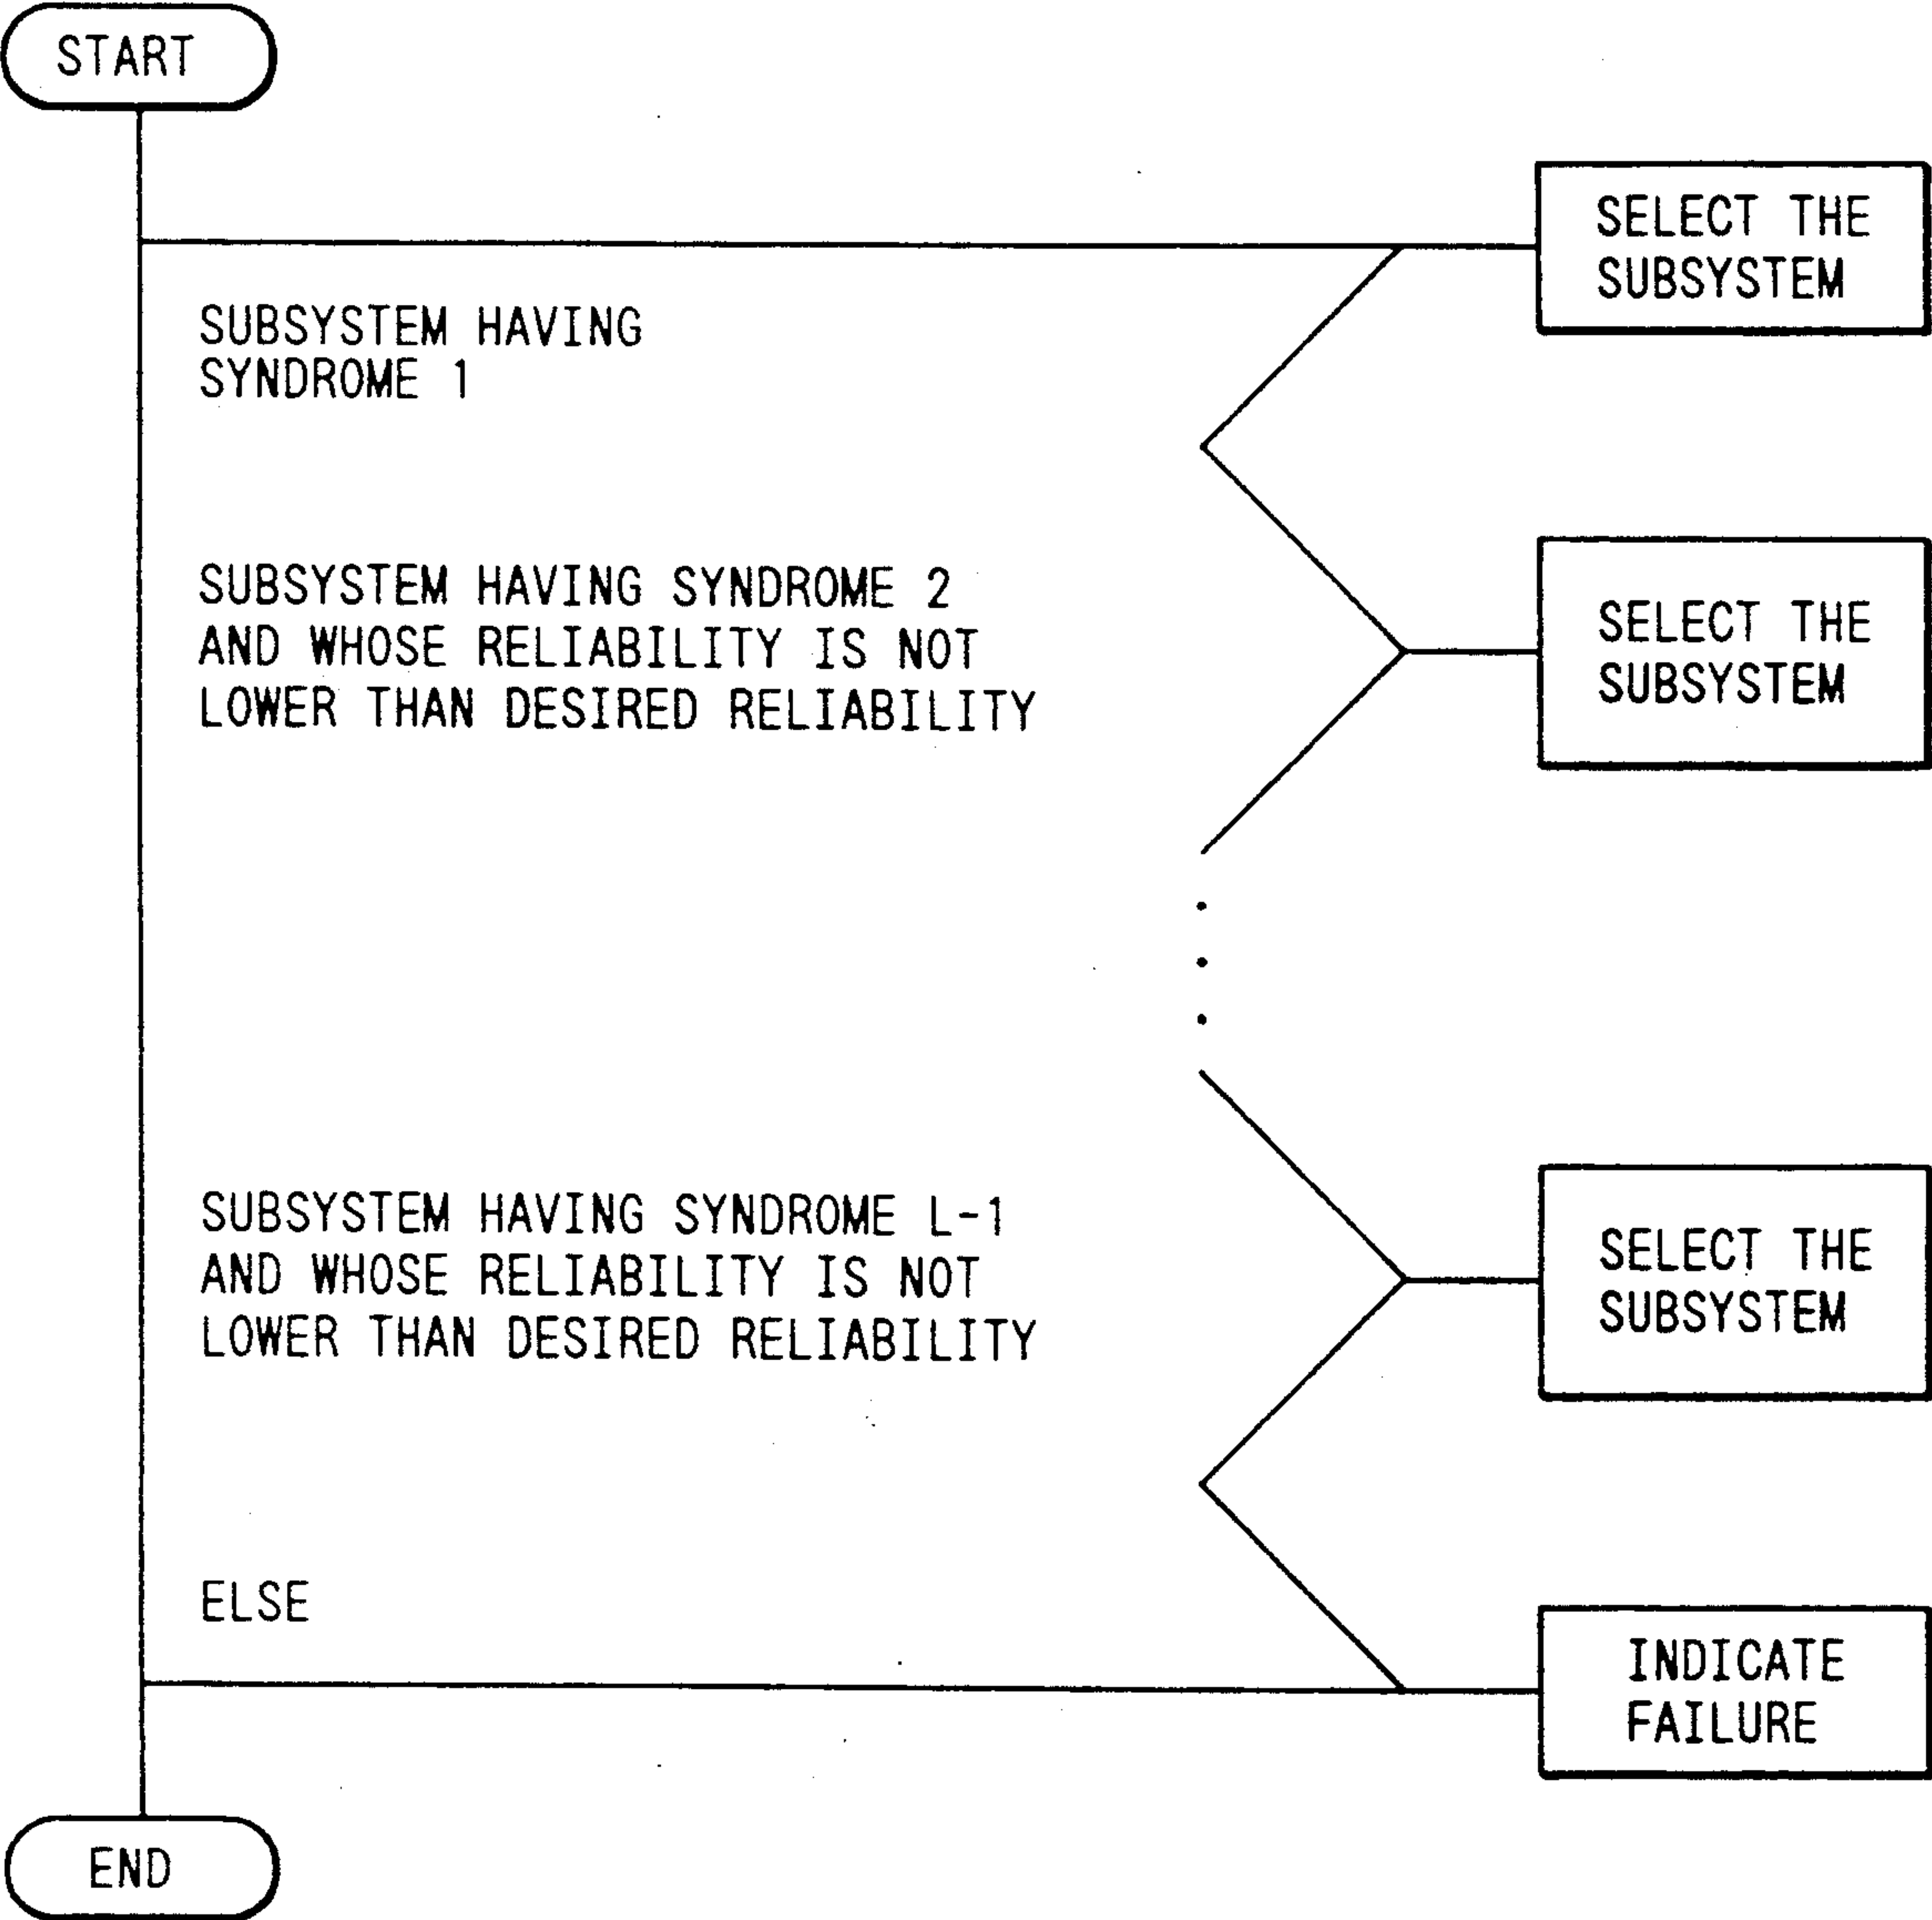 START
SELECT THE
SUBSYSTEM
SUBSYSTEM HAVING
SYNDROME 1
SUBSYSTEM HAVING SYNDROME 2
AND WHOSE RELIABILITY IS NOT
LOWER THAN DESIRED RELIABILITY
SELECT THE
SUBSYSTEM
SUBSYSTEM HAVING SYNDROME L-1
AND WHOSE RELIABILITY IS NOT
LOWER THAN DESIRED RELIABILITY
SELECT THE
SUBSYSTEM
ELSE
INDICATE
FAILURE
END